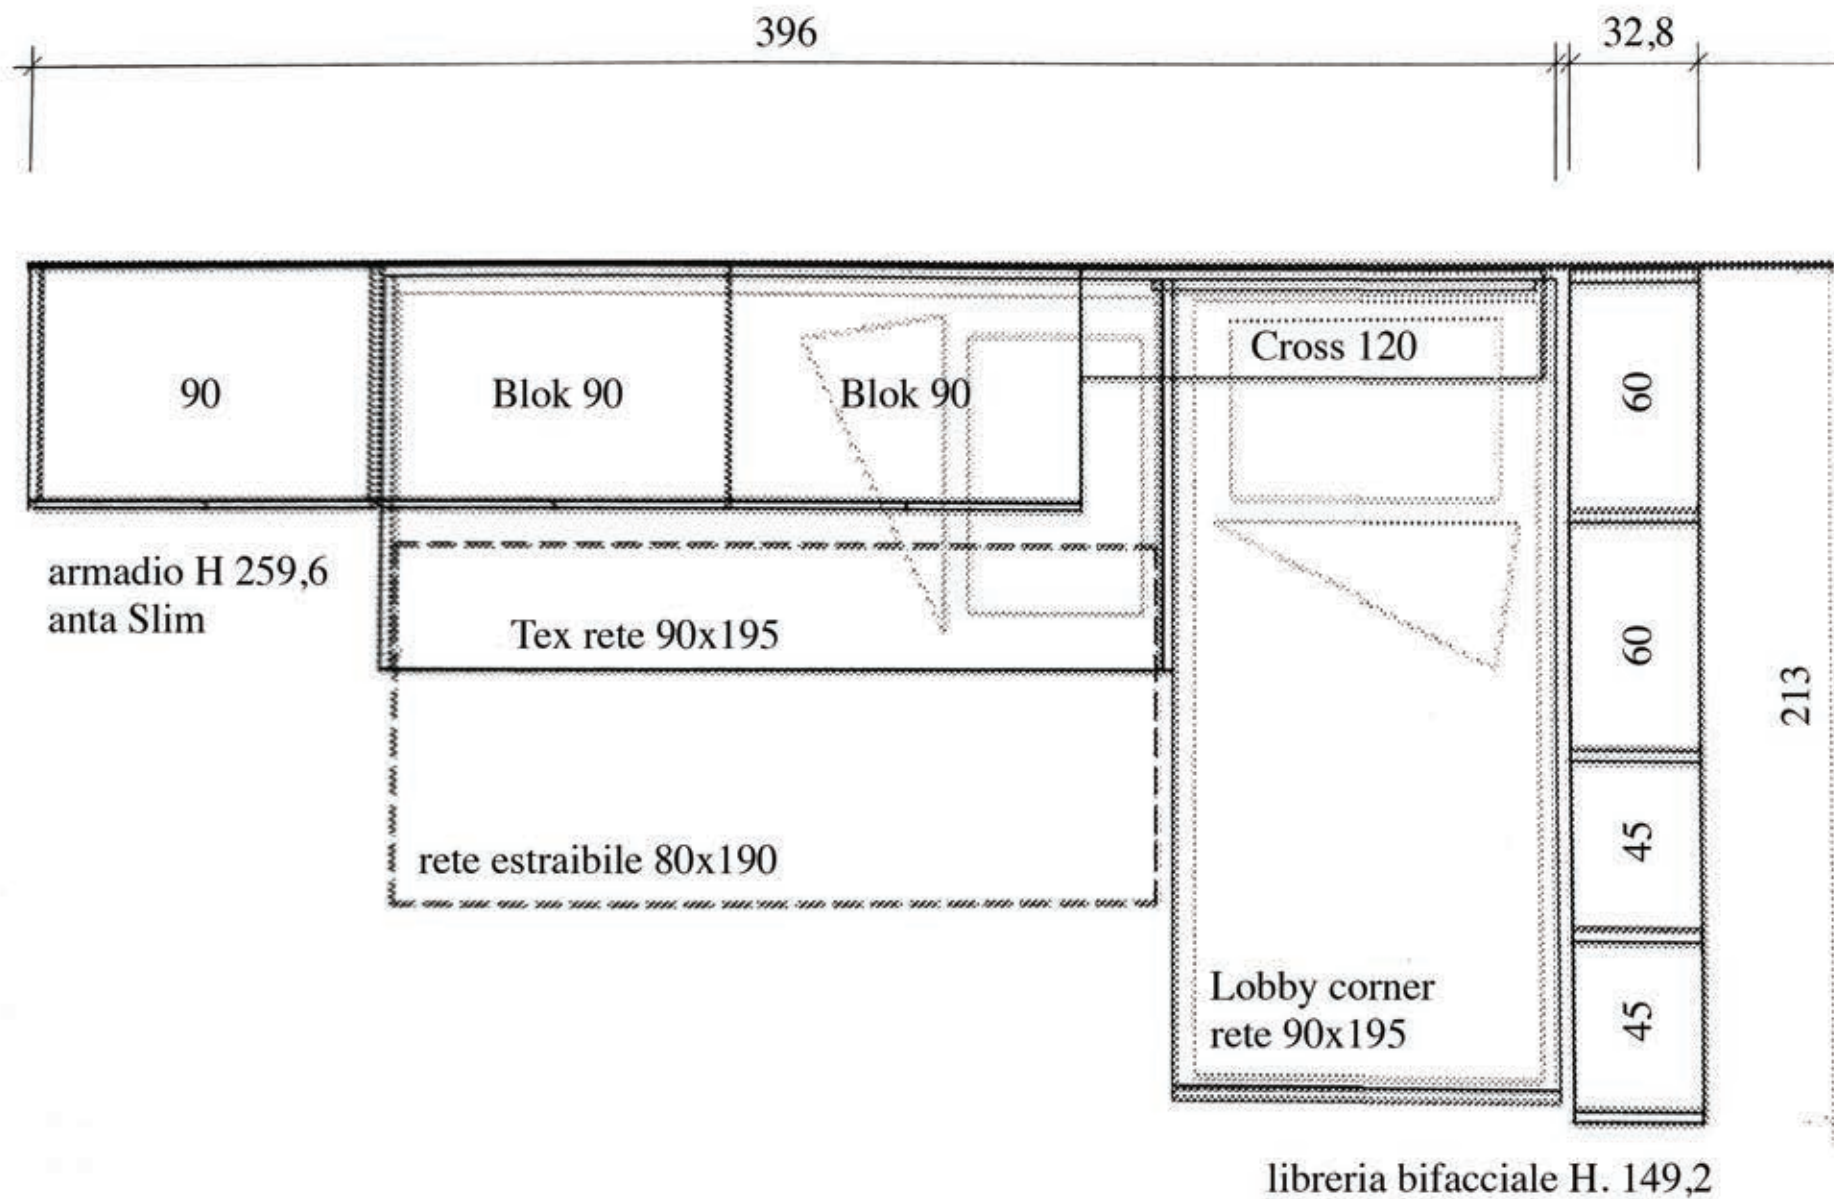 396
32,8
Cross 120
90
Blok 90
Blok 90
60
armadio H 259,6
anta Slim
Tex rete 90x195
60
213
rete estraibile 80x190
45
Lobby corner
rete 90x195
45
libreria bifacciale H. 149,2